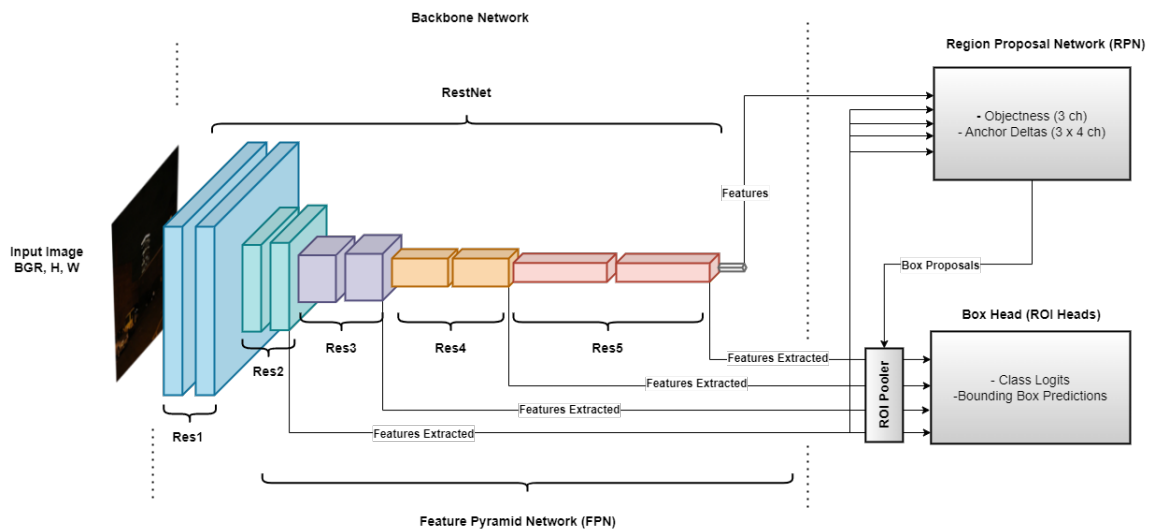 Backbone Network
Region Proposal Network (RPN)
RestNet
- Objectness (3 ch)
- Anchor Deltas (3 x 4 ch)
Features
Input Image
BGR, H, W
Box Proposals
Box Head (ROI Heads)
Res3
Res4
Res5
Features Extracted
Res2
Features Extracted
ROI Pooler
- Class Logits
-Bounding Box Predictions
Features Extracted
Res1
Features Extracted
Feature Pyramid Network (FPN)